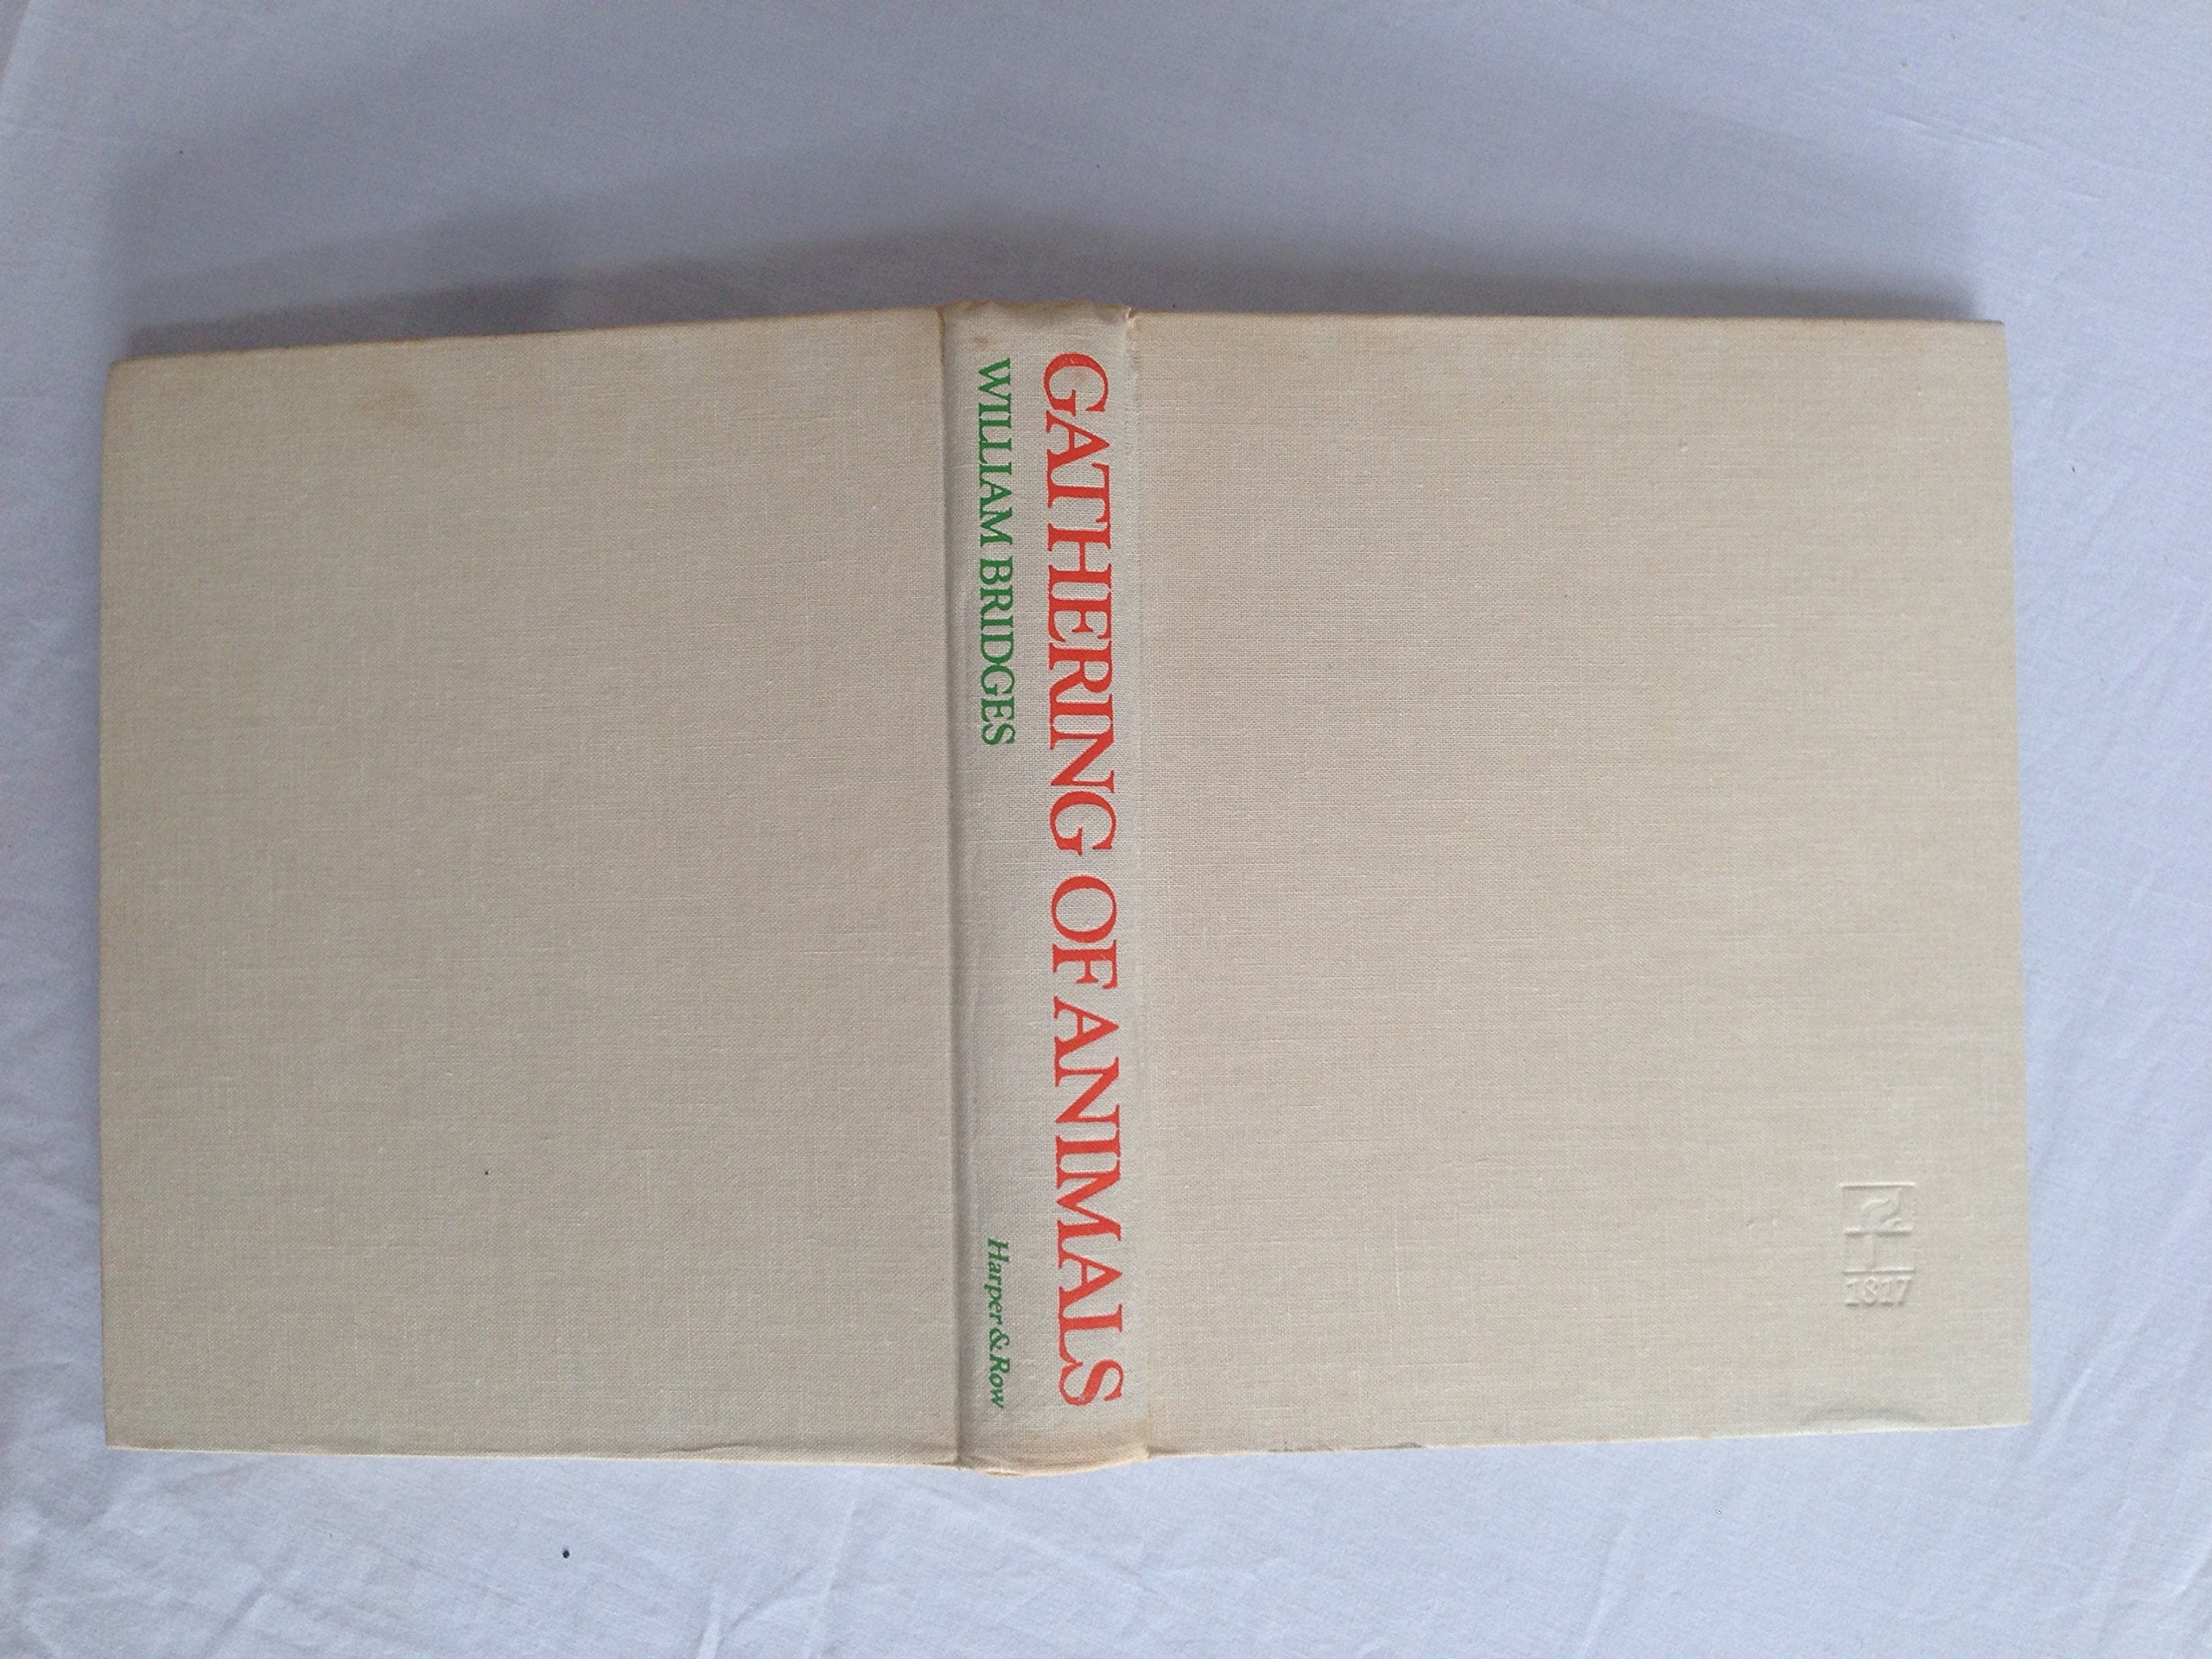 GATHERING OF ANIMALS
WILLIAM BRIDGES
Harper & Row
1817